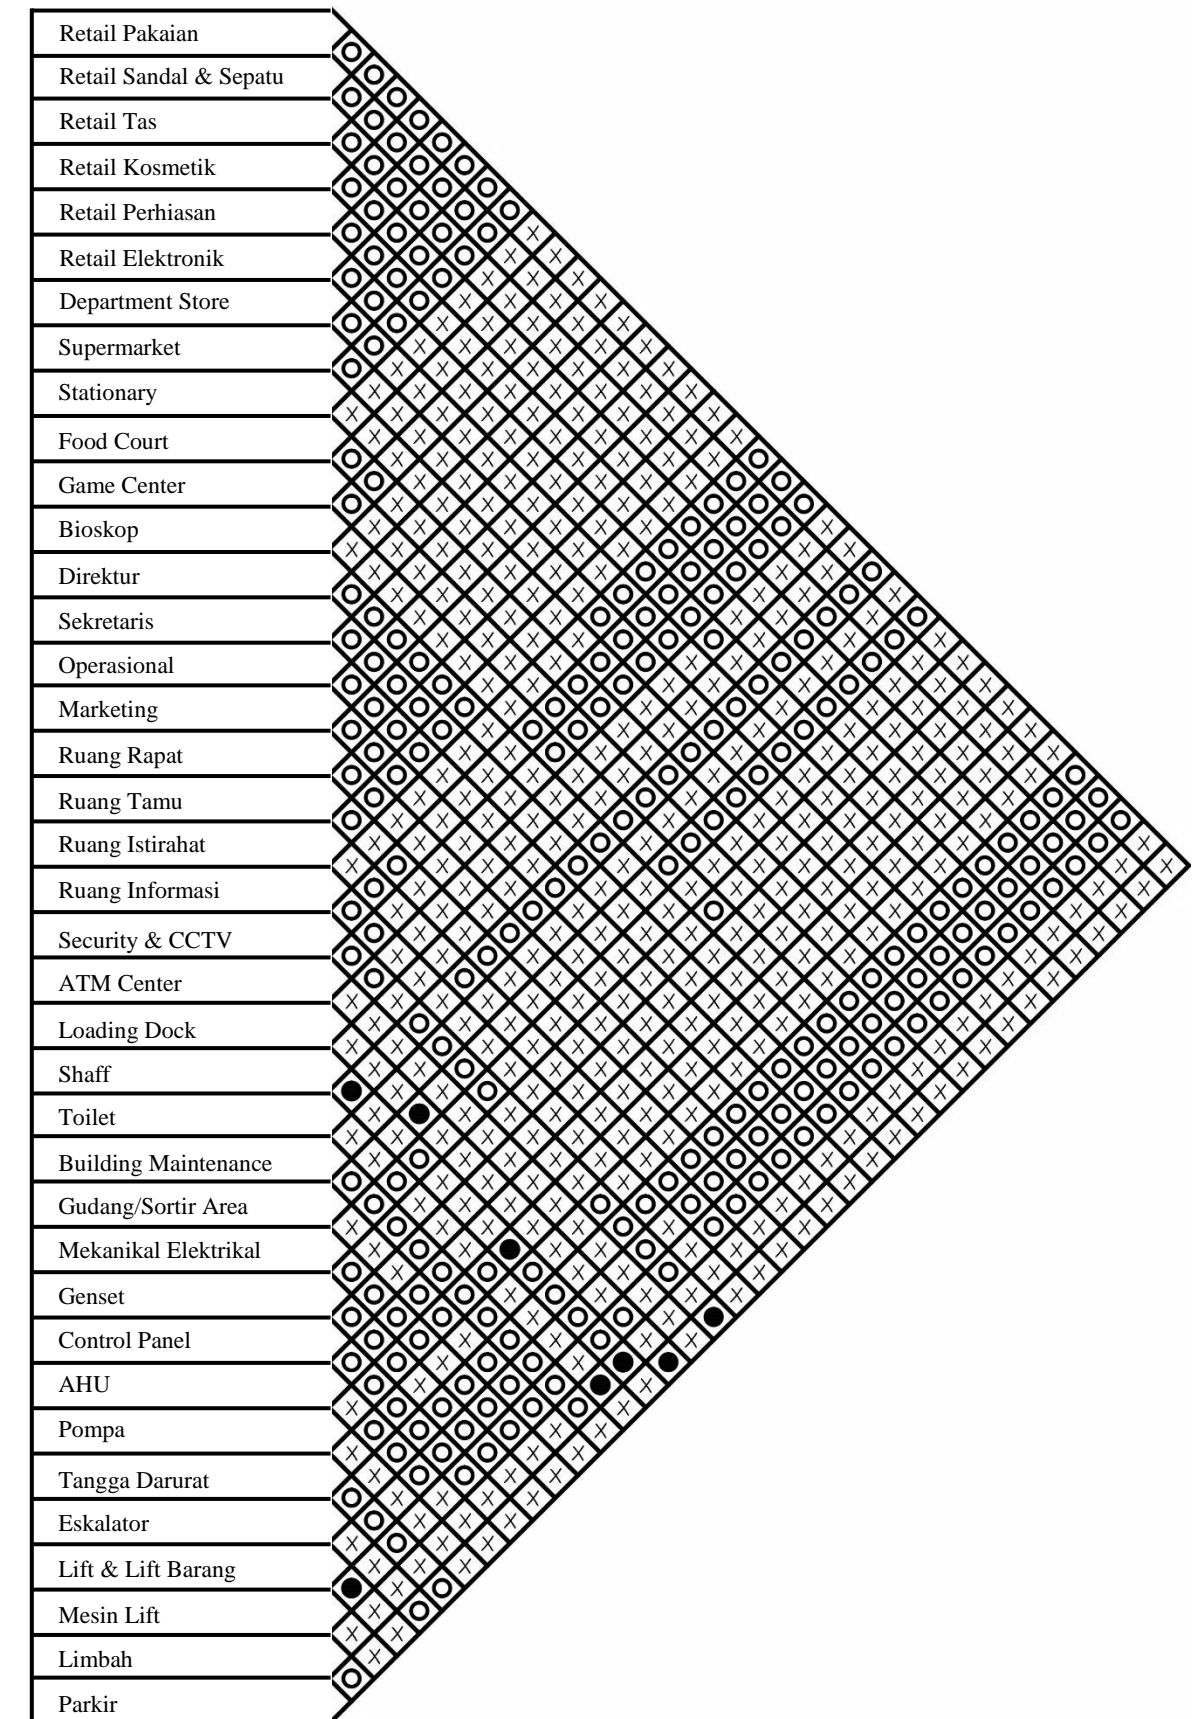 Retail Pakaian
Retail Sandal & Sepatu
Retail Tas
Retail Kosmetik
Retail Perhiasan
Retail Elektronik
Department Store
Supermarket
Stationary
Food Court
Game Center
Bioskop
Direktur
Sekretaris
Operasional
Marketing
Ruang Rapat
Ruang Tamu
Ruang Istirahat
Ruang Informasi
Security & CCTV
ATM Center
Loading Dock
Shaff
Toilet
Building Maintenance
Gudang/Sortir Area
Mekanikal Elektrikal
Genset
Control Panel
AHU
Pompa
Tangga Darurat
Eskalator
Lift & Lift Barang
Mesin Lift
Limbah
Parkir